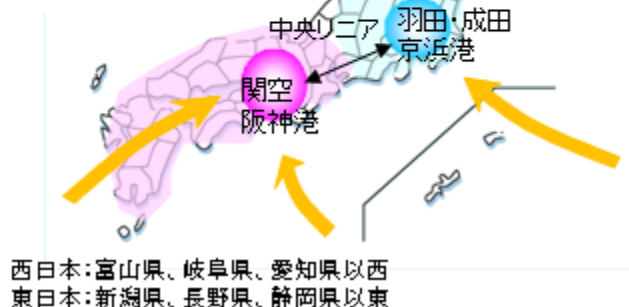 中央リニア
羽田・成田
京浜港
関空
阪神港
西日本：富山県、岐阜県、愛知県以西
東日本：新潟県、長野県、静岡県以東